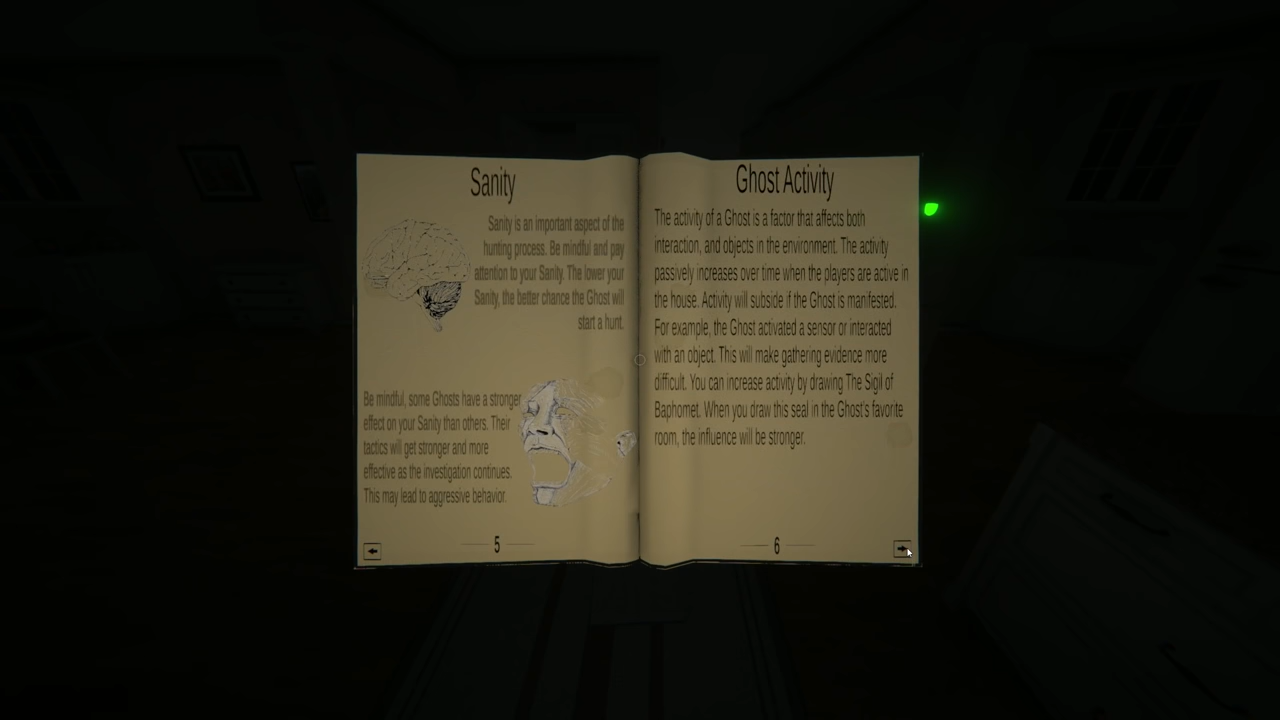 Sanity
Sanity is an important aspect of the
hunting process. Be mindful and pay
attention to your Sanity. The lower your
Sanity, the better chance the Ghost will
start a hunt.
Be mindful, some Ghosts have a stronger
effect on your Sanity than others. Their
tactics will get stronger and more
effective as the investigation continues.
This may lead to aggressive behavior.
5
Ghost Activity
The activity of a Ghost is a factor that affects both
interaction, and objects in the environment. The activity
passively increases over time when the players are active in
the house. Activity will subside if the Ghost is manifested.
For example, the Ghost activated a sensor or interacted
with an object. This will make gathering evidence more
difficult. You can increase activity by drawing The Sigil of
Baphomet. When you draw this seal in the Ghost's favorite
room, the influence will be stronger.
6